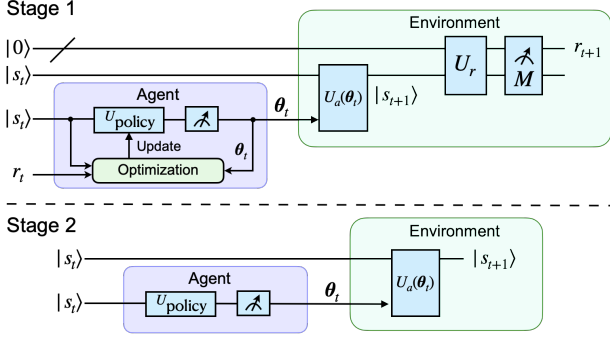 Stage 1
Environment
|0⟩
r_{t+1}
U_r
M
|s_t⟩
U_a(θ_t)
|s_{t+1}⟩
Agent
|s_t⟩
U_policy
θ_t
Update
θ_t
Optimization
r_t
Stage 2
Environment
|s_t⟩
U_a(θ_t)
|s_{t+1}⟩
Agent
|s_t⟩
U_policy
θ_t